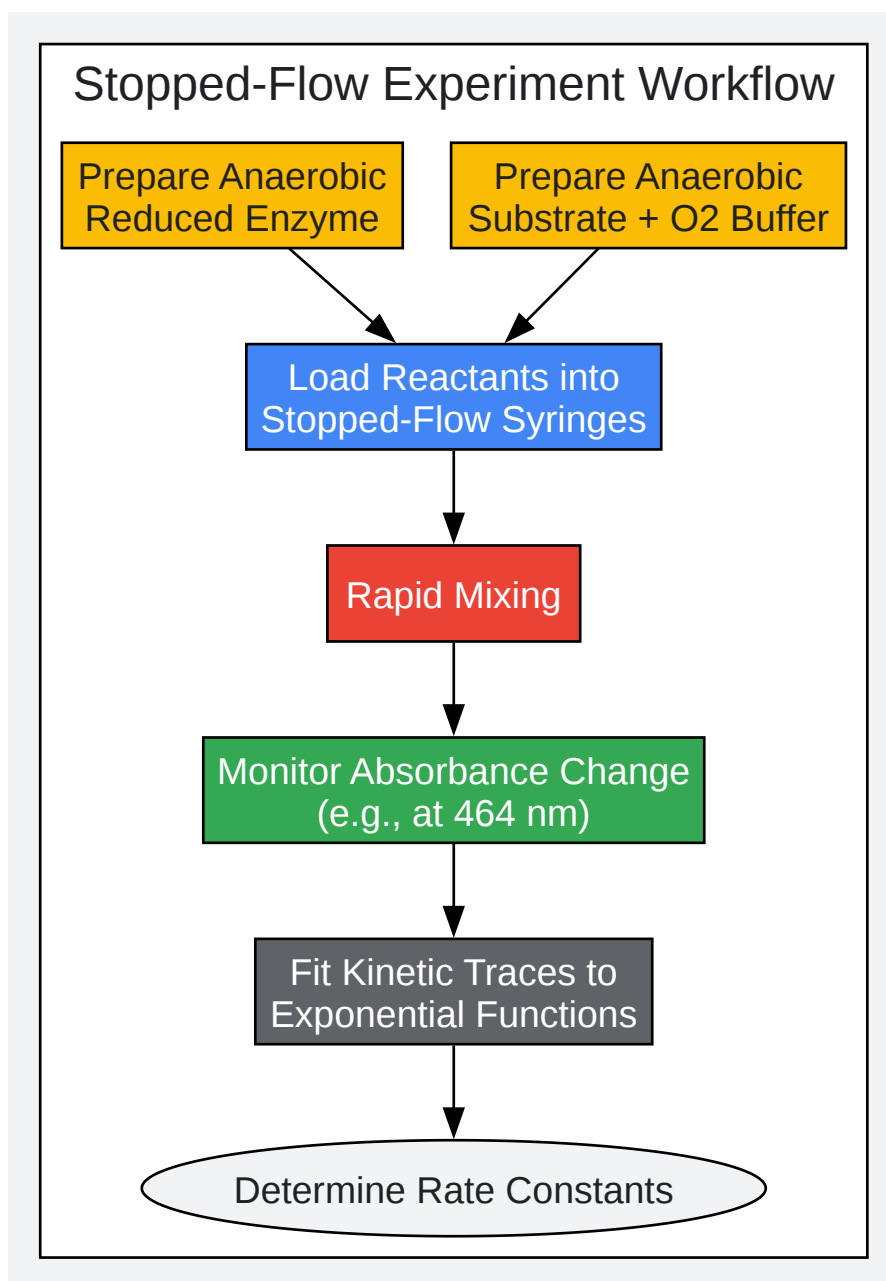 Stopped-Flow Experiment Workflow
Prepare Anaerobic
Reduced Enzyme
Prepare Anaerobic
Substrate + O2 Buffer
Load Reactants into
Stopped-Flow Syringes
Rapid Mixing
Monitor Absorbance Change
(e.g., at 464 nm)
Fit Kinetic Traces to
Exponential Functions
Determine Rate Constants